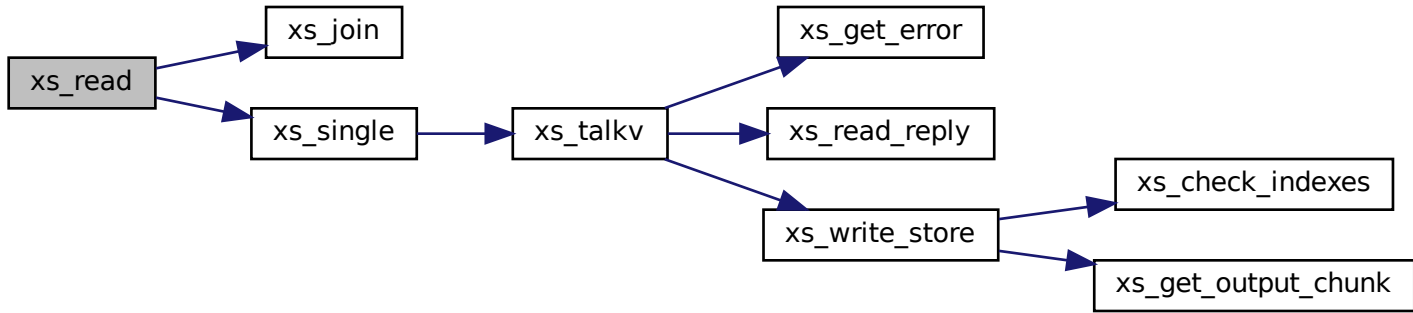 xs_read
xs_join
xs_single
xs_talkv
xs_get_error
xs_read_reply
xs_write_store
xs_check_indexes
xs_get_output_chunk